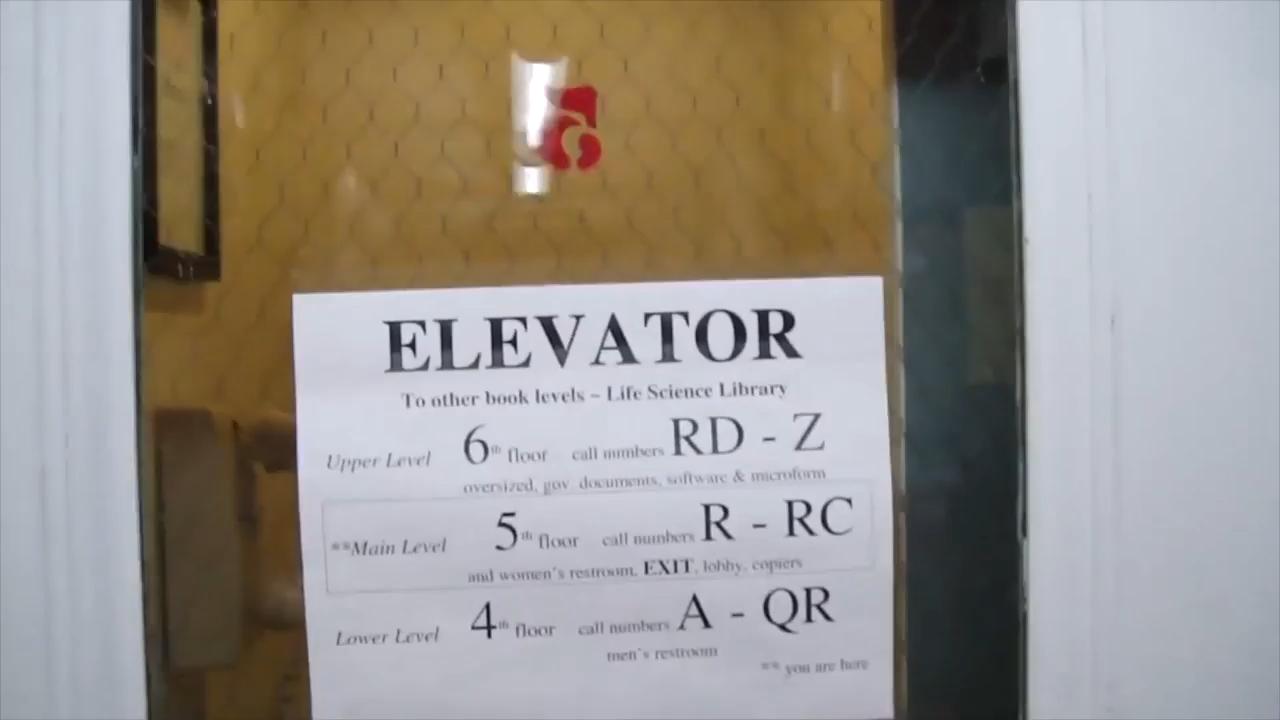 ELEVATOR
To other book levels ~ Life Science Library
Upper Level 6th floor call numbers RD - Z
oversized, gov documents, software & microform
**Main Level 5th floor call numbers R - RC
and women's restroom, EXIT, lobby, copiers
Lower Level 4th floor call numbers A - QR
men's restroom
** you are here